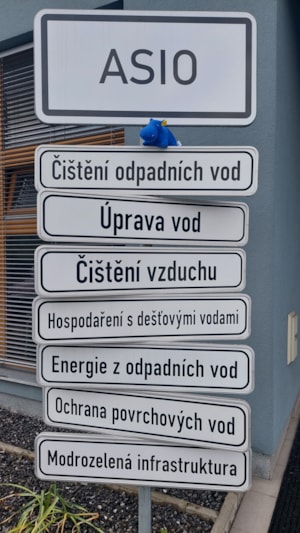 ASIO
Čištění odpadních vod
Úprava vod
Čištění vzduchu
Hospodaření s dešťovými vodami
Energie z odpadních vod
Ochrana povrchových vod
Modrozelená infrastruktura